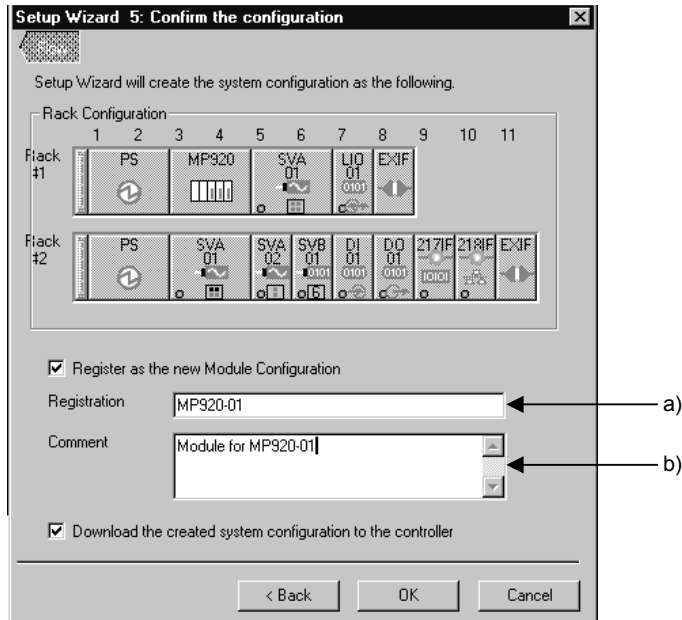 Setup Wizard 5: Confirm the configuration
Setup Wizard will create the system configuration as the following.
Rack Configuration
1 2 3 4 5 6 7 8 9 10 11
Rack #1
PS MP920 SVA 01 LIO 01 EXIF
0101
Rack #2
PS SVA 01 SVA 02 SVB 01 DI 01 DO 01 217IF 218IF EXIF
0101 0101 0101 10101
6
Register as the new Module Configuration
Registration MP920-01 a)
Comment Module for MP920-01 b)
Download the created system configuration to the controller
< Back OK Cancel